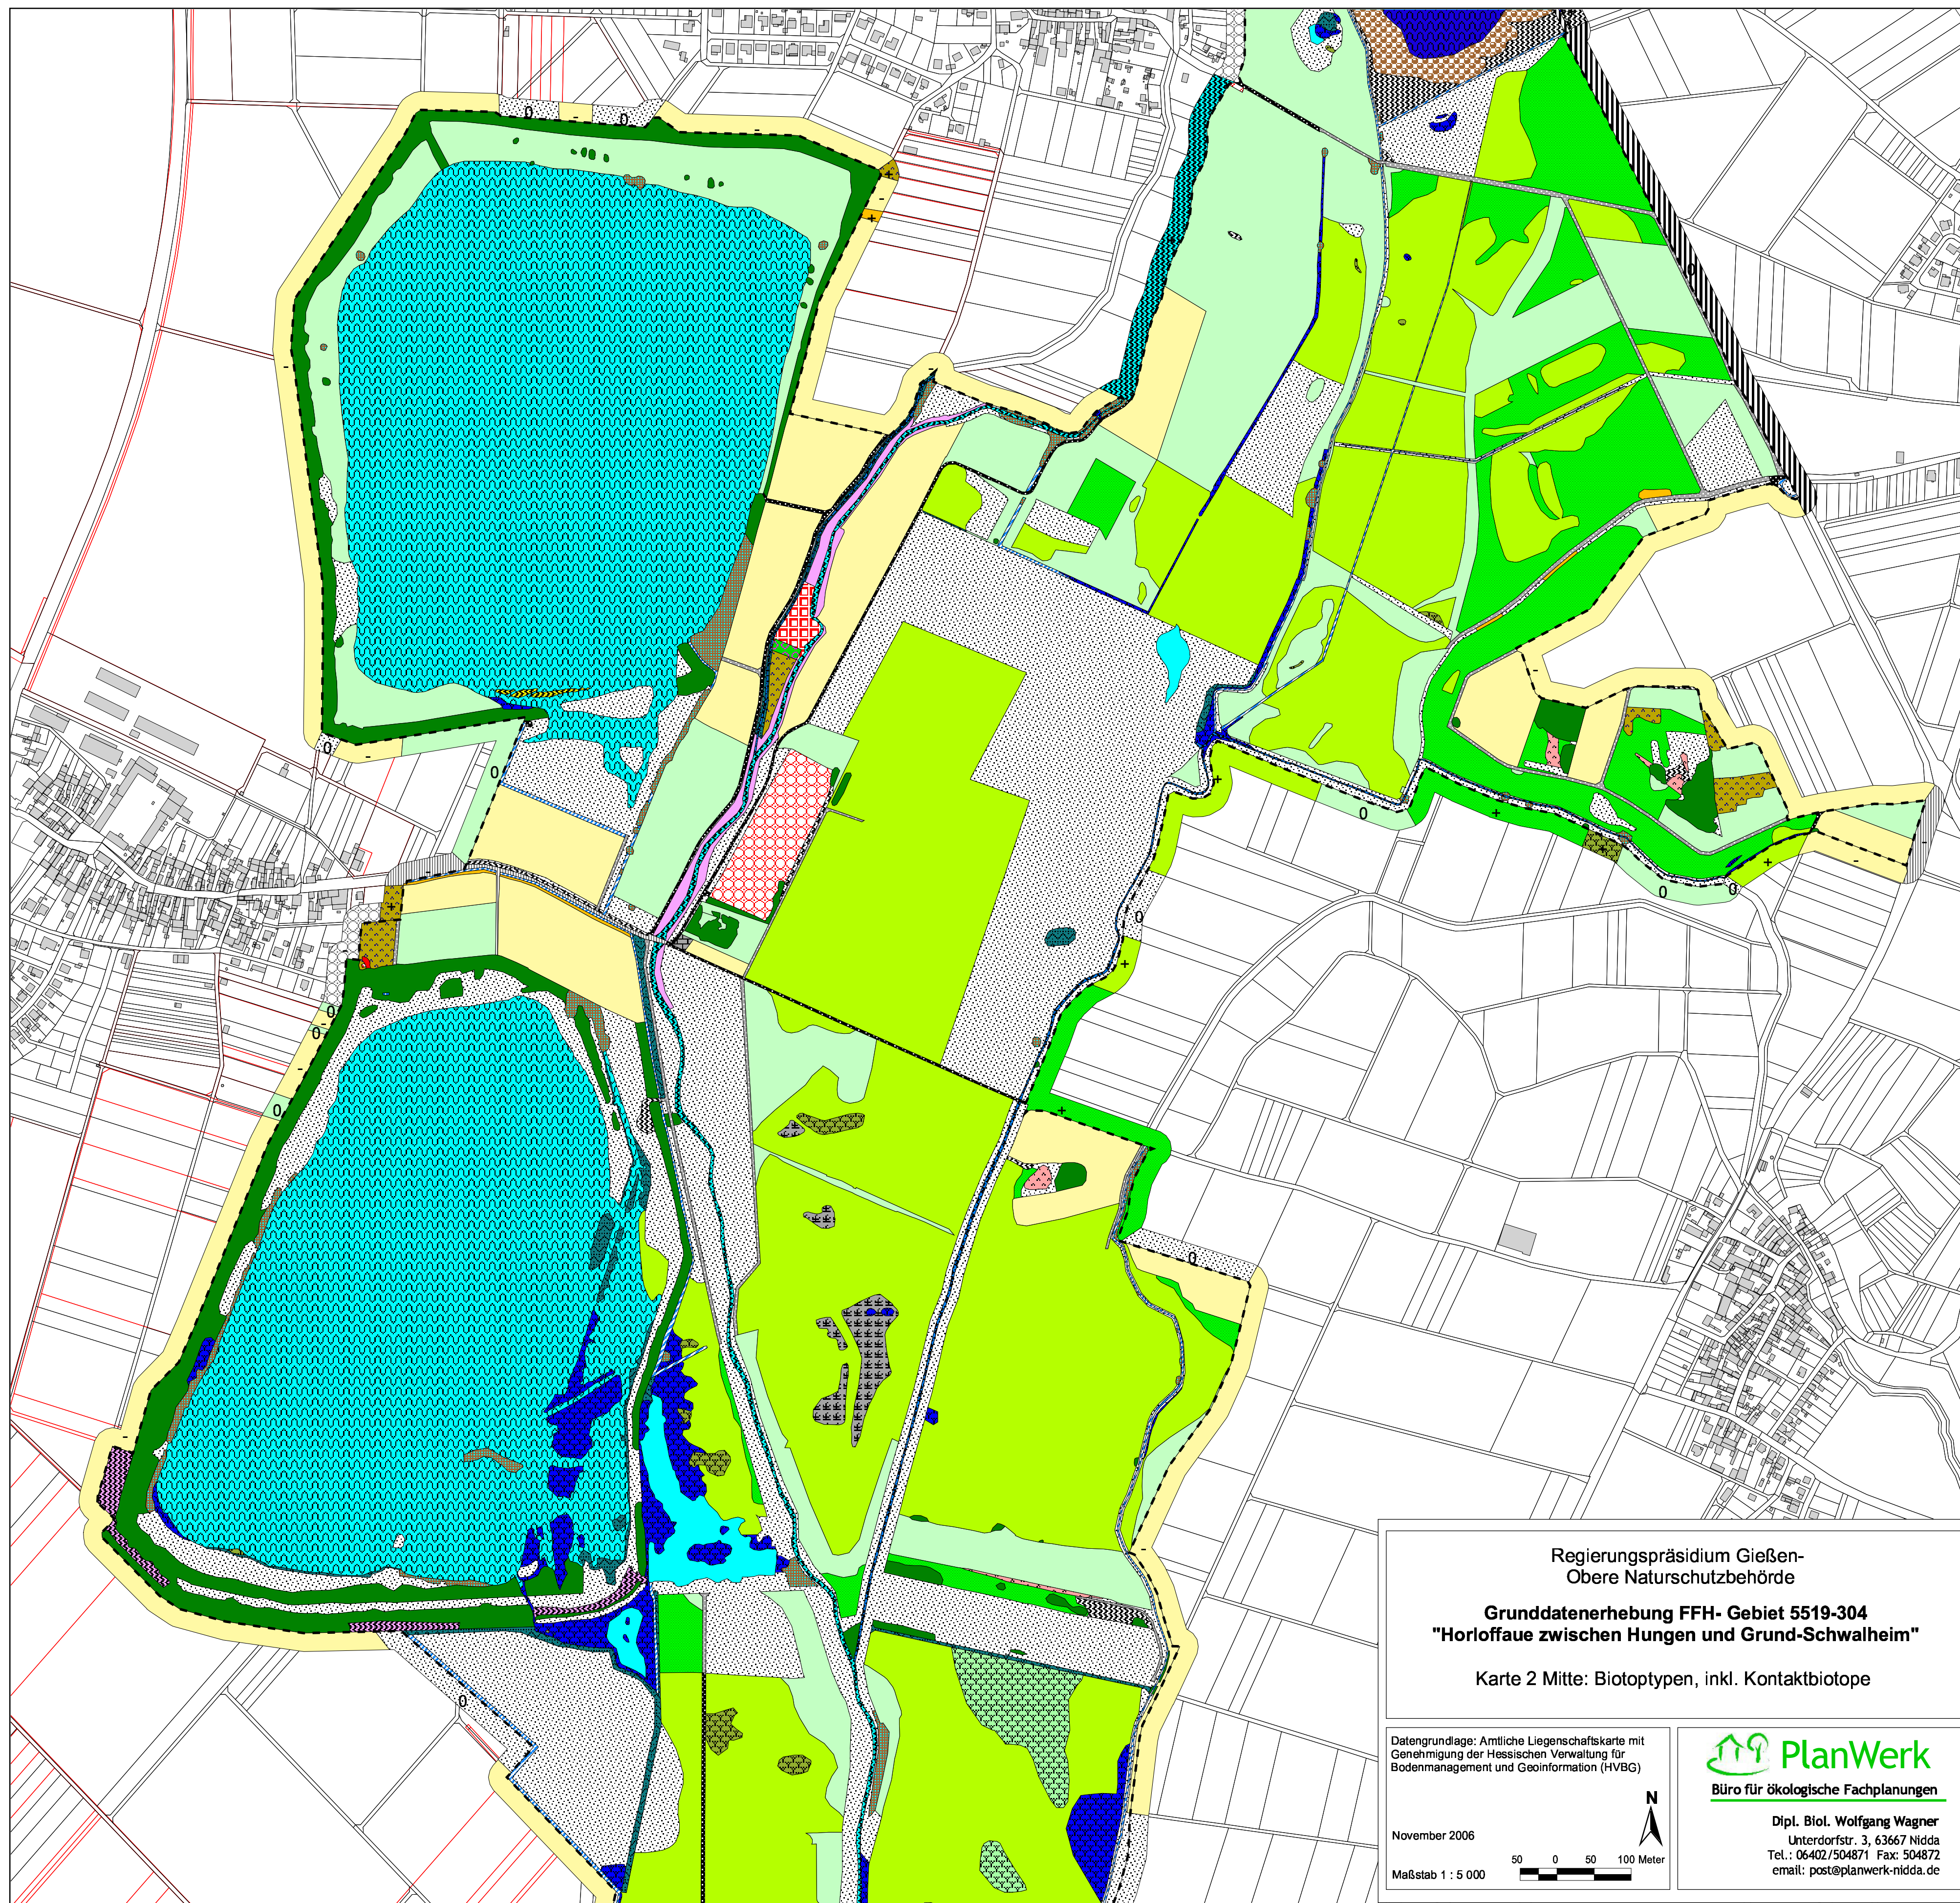 Regierungspräsidium Gießen-
Obere Naturschutzbehörde
Grunddatenerhebung FFH- Gebiet 5519-304
"Horloffaue zwischen Hungen und Grund-Schwalheim"
Karte 2 Mitte: Biotoptypen, inkl. Kontaktbiotope
Datengrundlage: Amtliche Liegenschaftskarte mit
Genehmigung der Hessischen Verwaltung für
Bodenmanagement und Geoinformation (HVBG)
N
November 2006
50 0 50 100 Meter
Maßstab 1 : 5 000
PlanWerk
Büro für ökologische Fachplanungen
Dipl. Biol. Wolfgang Wagner
Unterdorfstr. 3, 63667 Nidda
Tel.: 06402/504871 Fax: 504872
email: post@planwerk-nidda.de